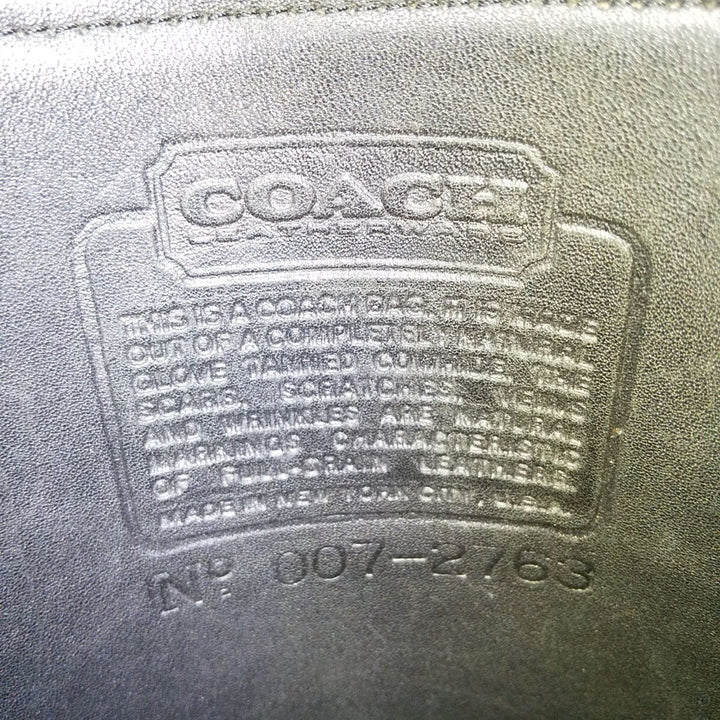 COACH
LEATHERWARE
THIS IS A COACH BAG. IT IS MADE
OUT OF A COMPLETELY NATURAL
GLOVE TANNED COWHIDE. THE
SCARS, SCRATCHES, VEINS
AND WRINKLES ARE NATURAL
MARKINGS CHARACTERISTIC
OF FULL-GRAIN LEATHERS.
MADE IN NEW YORK CITY, U.S.A.
Nº 007-2763